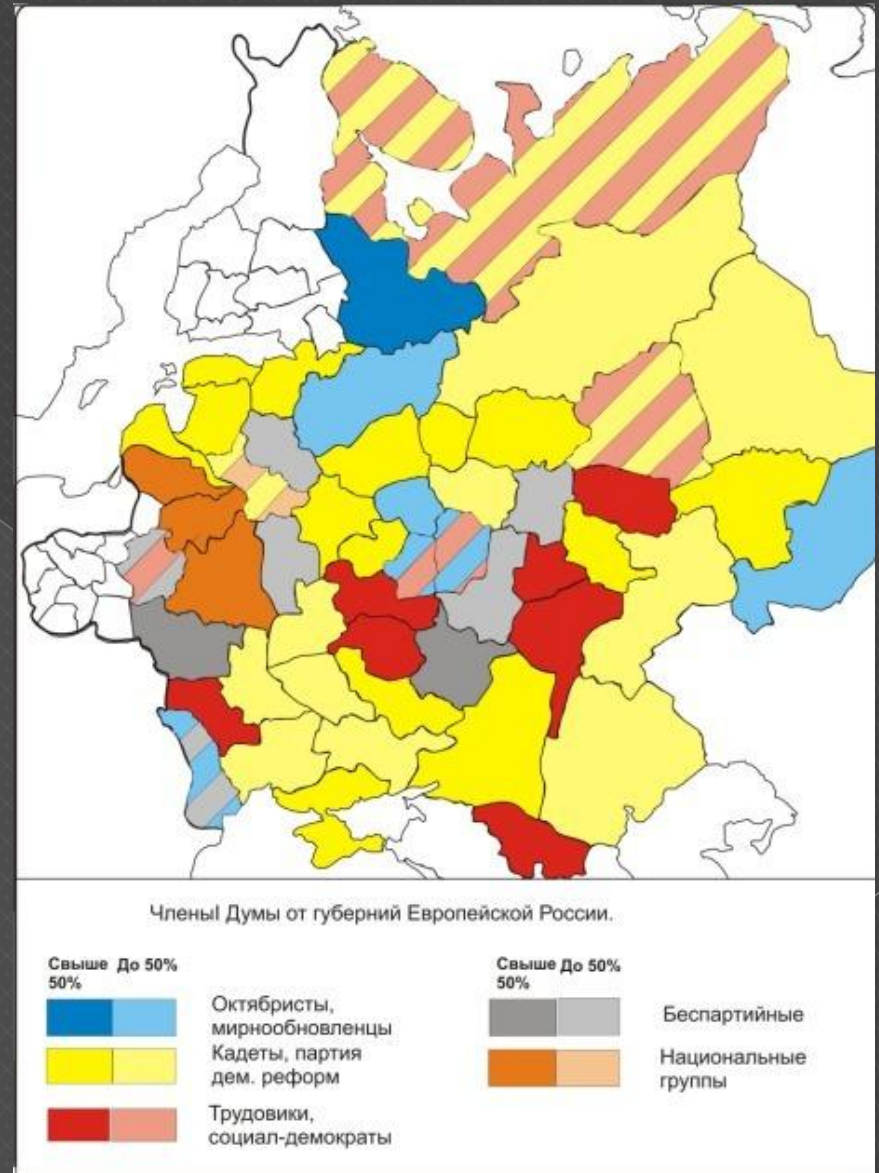 ЧленыI Думы от губерний Европейской России.
Свыше До 50%
50%
Октябристы,
мирнообновленцы
Кадеты, партия
дем. реформ
Трудовики,
социал-демократы
Свыше До 50%
50%
Беспартийные
Национальные
группы